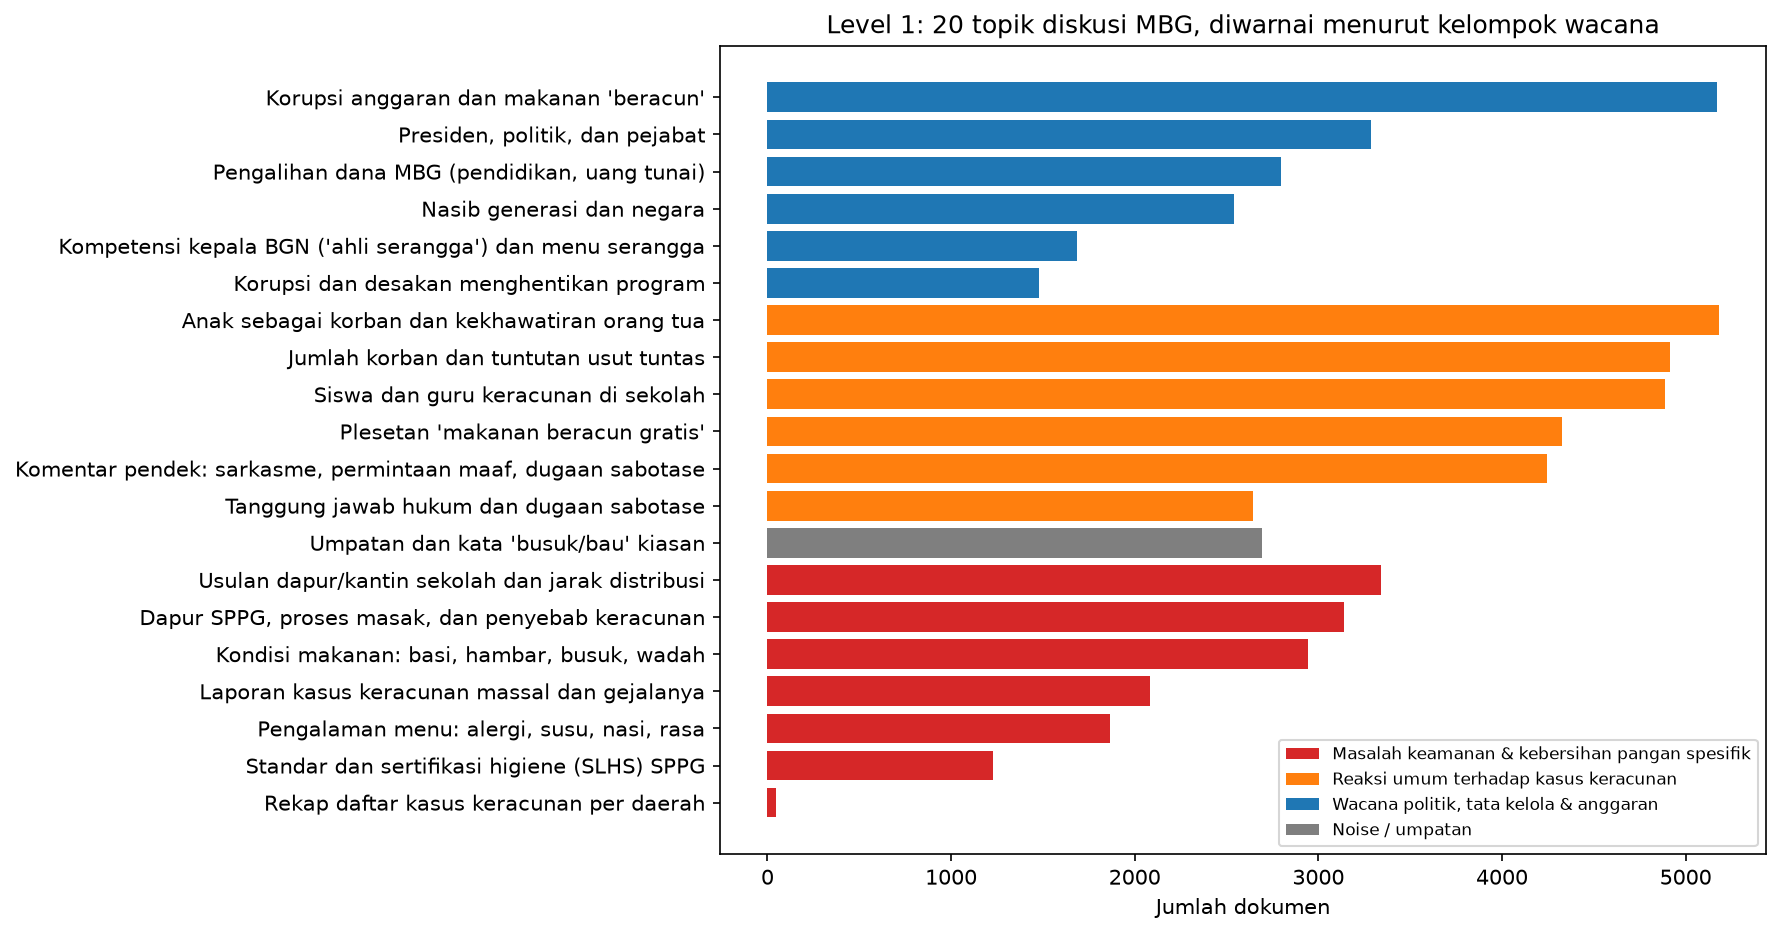 Level 1: 20 topik diskusi MBG, diwarnai menurut kelompok wacana
Korupsi anggaran dan makanan 'beracun'
Presiden, politik, dan pejabat
Pengalihan dana MBG (pendidikan, uang tunai)
Nasib generasi dan negara
Kompetensi kepala BGN ('ahli serangga') dan menu serangga
Korupsi dan desakan menghentikan program
Anak sebagai korban dan kekhawatiran orang tua
Jumlah korban dan tuntutan usut tuntas
Siswa dan guru keracunan di sekolah
Plesetan 'makanan beracun gratis'
Komentar pendek: sarkasme, permintaan maaf, dugaan sabotase
Tanggung jawab hukum dan dugaan sabotase
Umpatan dan kata 'busuk/bau' kiasan
Usulan dapur/kantin sekolah dan jarak distribusi
Dapur SPPG, proses masak, dan penyebab keracunan
Kondisi makanan: basi, hambar, busuk, wadah
Laporan kasus keracunan massal dan gejalanya
Pengalaman menu: alergi, susu, nasi, rasa
Standar dan sertifikasi higiene (SLHS) SPPG
Rekap daftar kasus keracunan per daerah
Masalah keamanan & kebersihan pangan spesifik
Reaksi umum terhadap kasus keracunan
Wacana politik, tata kelola & anggaran
Noise / umpatan
0 1000 2000 3000 4000 5000
Jumlah dokumen